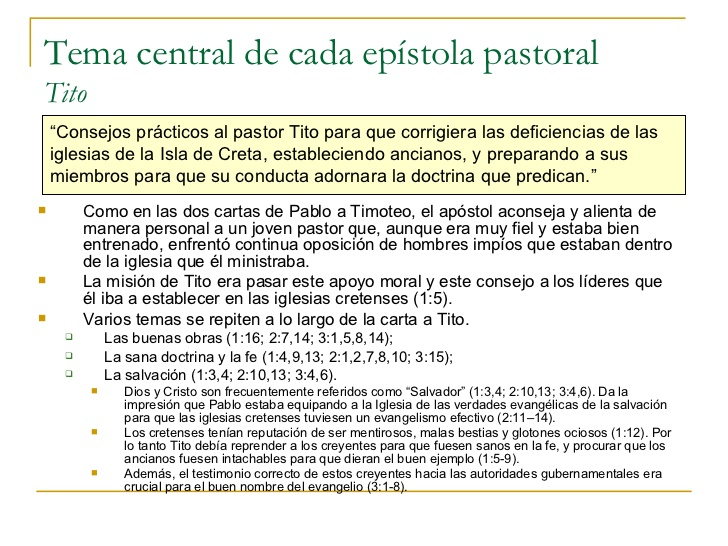 Tema central de cada epístola pastoral
Tito
“Consejos prácticos al pastor Tito para que corrigiera las deficiencias de las
iglesias de la Isla de Creta, estableciendo ancianos, y preparando a sus
miembros para que su conducta adornara la doctrina que predican.”
Como en las dos cartas de Pablo a Timoteo, el apóstol aconseja y alienta de
manera personal a un joven pastor que, aunque era muy fiel y estaba bien
entrenado, enfrentó continua oposición de hombres impíos que estaban dentro
de la iglesia que él ministraba.
La misión de Tito era pasar este apoyo moral y este consejo a los líderes que
él iba a establecer en las iglesias cretenses (1:5).
Varios temas se repiten a lo largo de la carta a Tito.
Las buenas obras (1:16; 2:7,14; 3:1,5,8,14);
La sana doctrina y la fe (1:4,9,13; 2:1,2,7,8,10; 3:15);
La salvación (1:3,4; 2:10,13; 3:4,6).
Dios y Cristo son frecuentemente referidos como “Salvador” (1:3,4; 2:10,13; 3:4,6). Da la
impresión que Pablo estaba equipando a la Iglesia de las verdades evangélicas de la salvación
para que las iglesias cretenses tuviesen un evangelismo efectivo (2:11–14).
Los cretenses tenían reputación de ser mentirosos, malas bestias y glotones ociosos (1:12). Por
lo tanto Tito debía reprender a los creyentes para que fuesen sanos en la fe, y procurar que los
ancianos fuesen intachables para que dieran el buen ejemplo (1:5-9).
Además, el testimonio correcto de estos creyentes hacia las autoridades gubernamentales era
crucial para el buen nombre del evangelio (3:1-8).